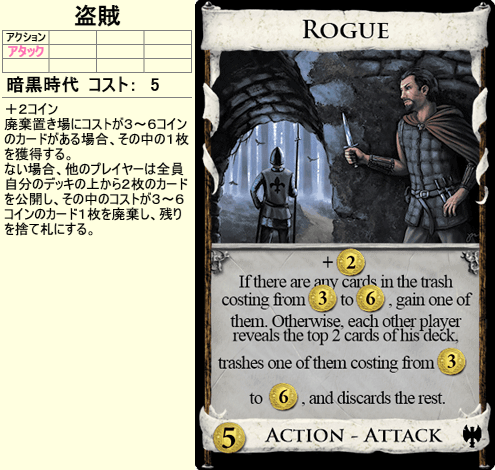 盗賊
アクション
アタック
暗黒時代 コスト： 5
＋２コイン
廃棄置き場にコストが３～６コイン
のカードがある場合、その中の１枚
を獲得する。
ない場合、他のプレイヤーは全員
自分のデッキの上から２枚のカード
を公開し、その中のコストが３～６
コインのカード１枚を廃棄し、残り
を捨て札にする。
ROGUE
+ 2
If there are any cards in the trash
costing from 3 to 6 , gain one of
them. Otherwise, each other player
reveals the top 2 cards of his deck,
trashes one of them costing from 3
to 6 , and discards the rest.
5 ACTION - ATTACK